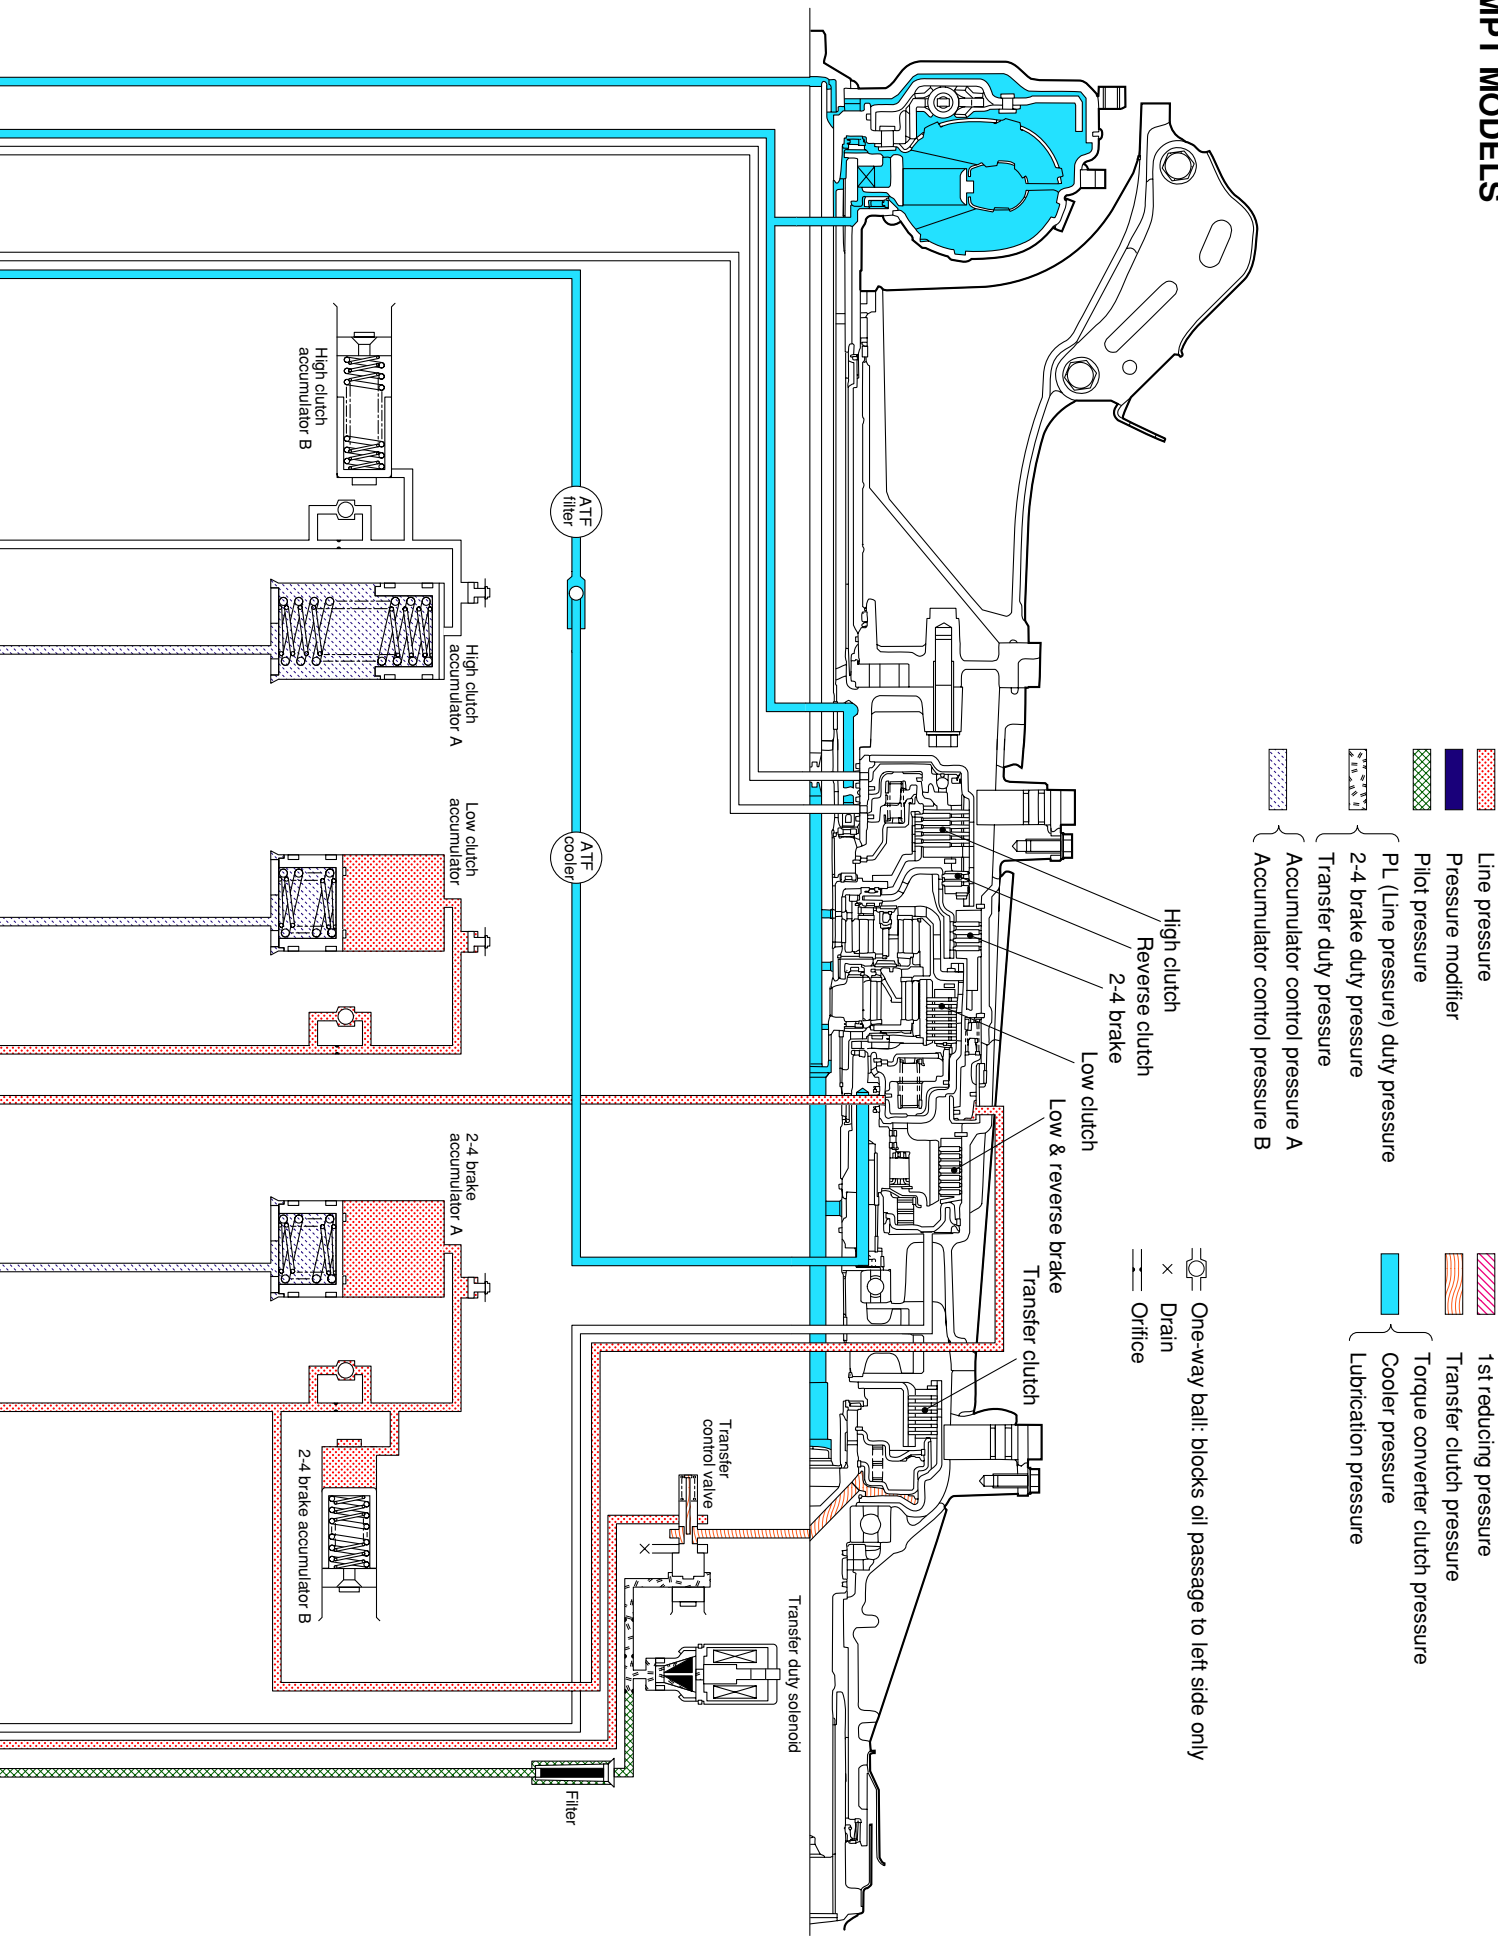 MPT MODELS
Line pressure
Pressure modifier
Pilot pressure
PL (Line pressure) duty pressure
2-4 brake duty pressure
Transfer duty pressure
Accumulator control pressure A
Accumulator control pressure B
1st reducing pressure
Transfer clutch pressure
Torque converter clutch pressure
Cooler pressure
Lubrication pressure
One-way ball: blocks oil passage to left side only
Drain
Orifice
High clutch
Reverse clutch
2-4 brake
Low clutch
Low & reverse brake
Transfer clutch
Transfer
control valve
Transfer duty solenoid
ATF
filter
ATF
cooler
Filter
High clutch
accumulator A
Low clutch
accumulator
2-4 brake
accumulator A
High clutch
accumulator B
2-4 brake accumulator B